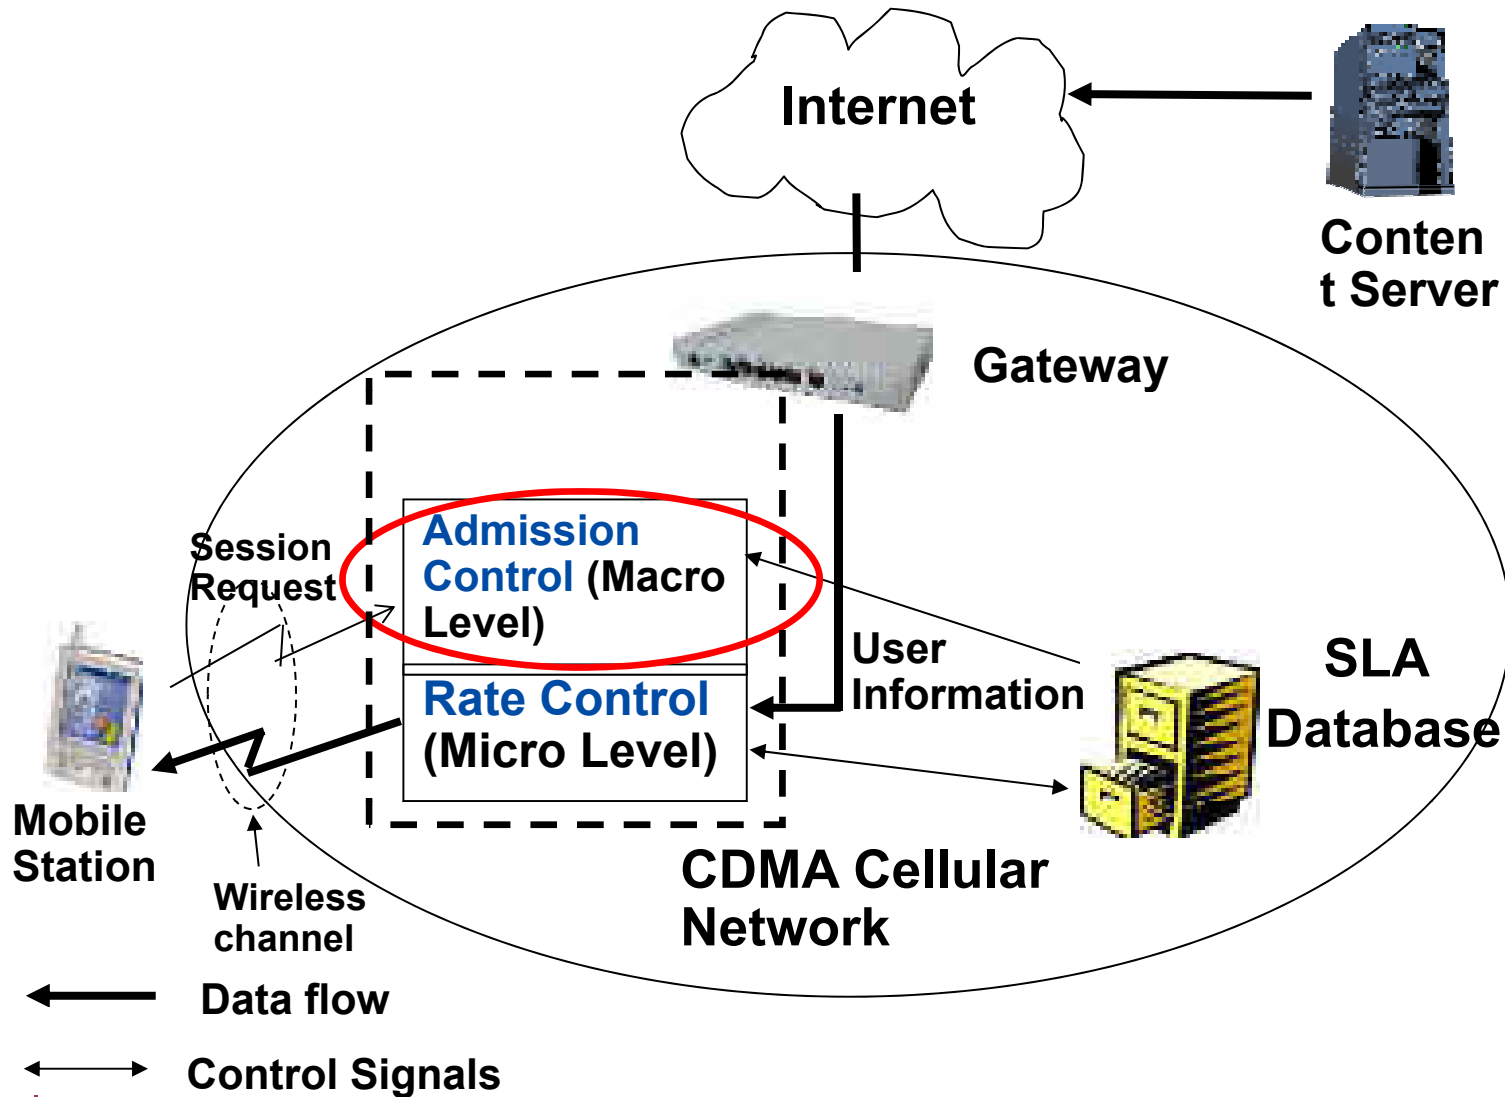 Internet
Conten
t Server
Gateway
Admission
Control (Macro
Level)
Session
Request
User
Information
SLA
Database
Rate Control
(Micro Level)
Mobile
Station
Wireless
channel
CDMA Cellular
Network
Data flow
Control Signals